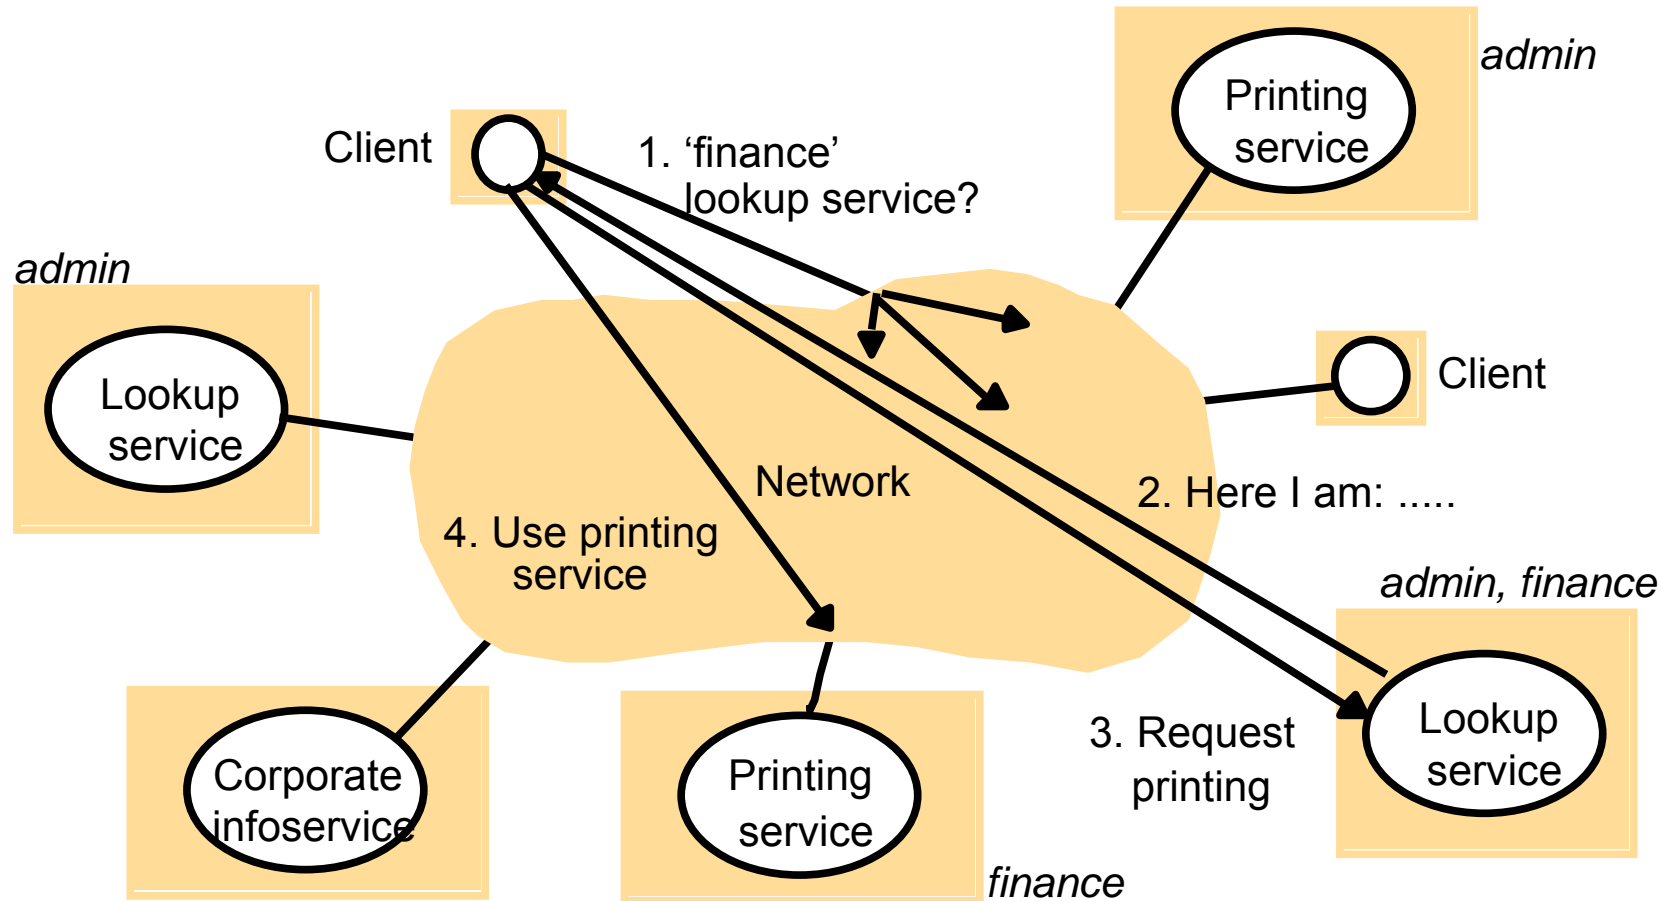 admin
Printing
service
Client
1. ‘finance’
lookup service?
admin
Lookup
service
Client
Network
2. Here I am: .....
4. Use printing
service
admin, finance
Corporate
infoservice
Printing
service
3. Request
printing
Lookup
service
finance